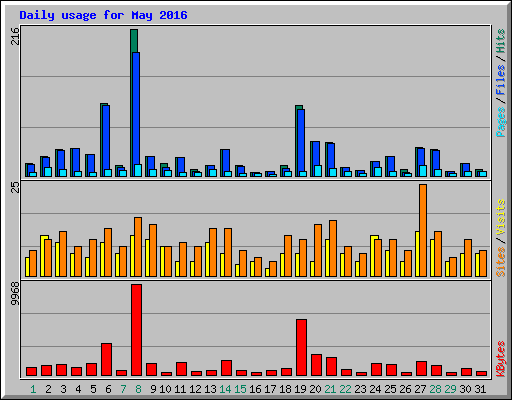 Daily usage for May 2016
216
Pages / Files / Hits
25
Sites / Visits
9968
KBytes
1 2 3 4 5 6 7 8 9 10 11 12 13 14 15 16 17 18 19 20 21 22 23 24 25 26 27 28 29 30 31